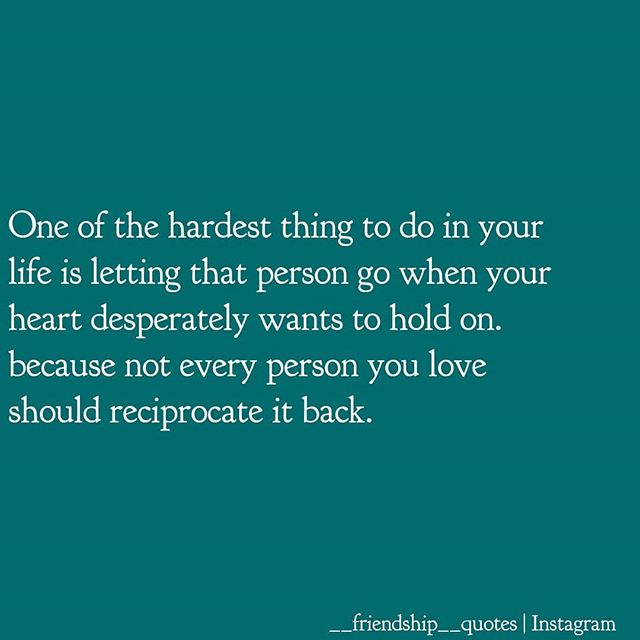 One of the hardest thing to do in your
life is letting that person go when your
heart desperately wants to hold on.
because not every person you love
should reciprocate it back.
__friendship__quotes | Instagram